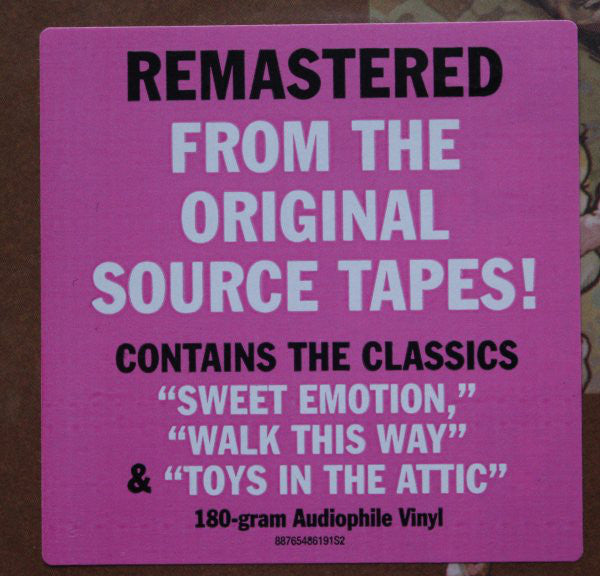 REMASTERED
FROM THE
ORIGINAL
SOURCE TAPES!
CONTAINS THE CLASSICS
“SWEET EMOTION,”
“WALK THIS WAY”
& “TOYS IN THE ATTIC”
180-gram Audiophile Vinyl
88765486191S2